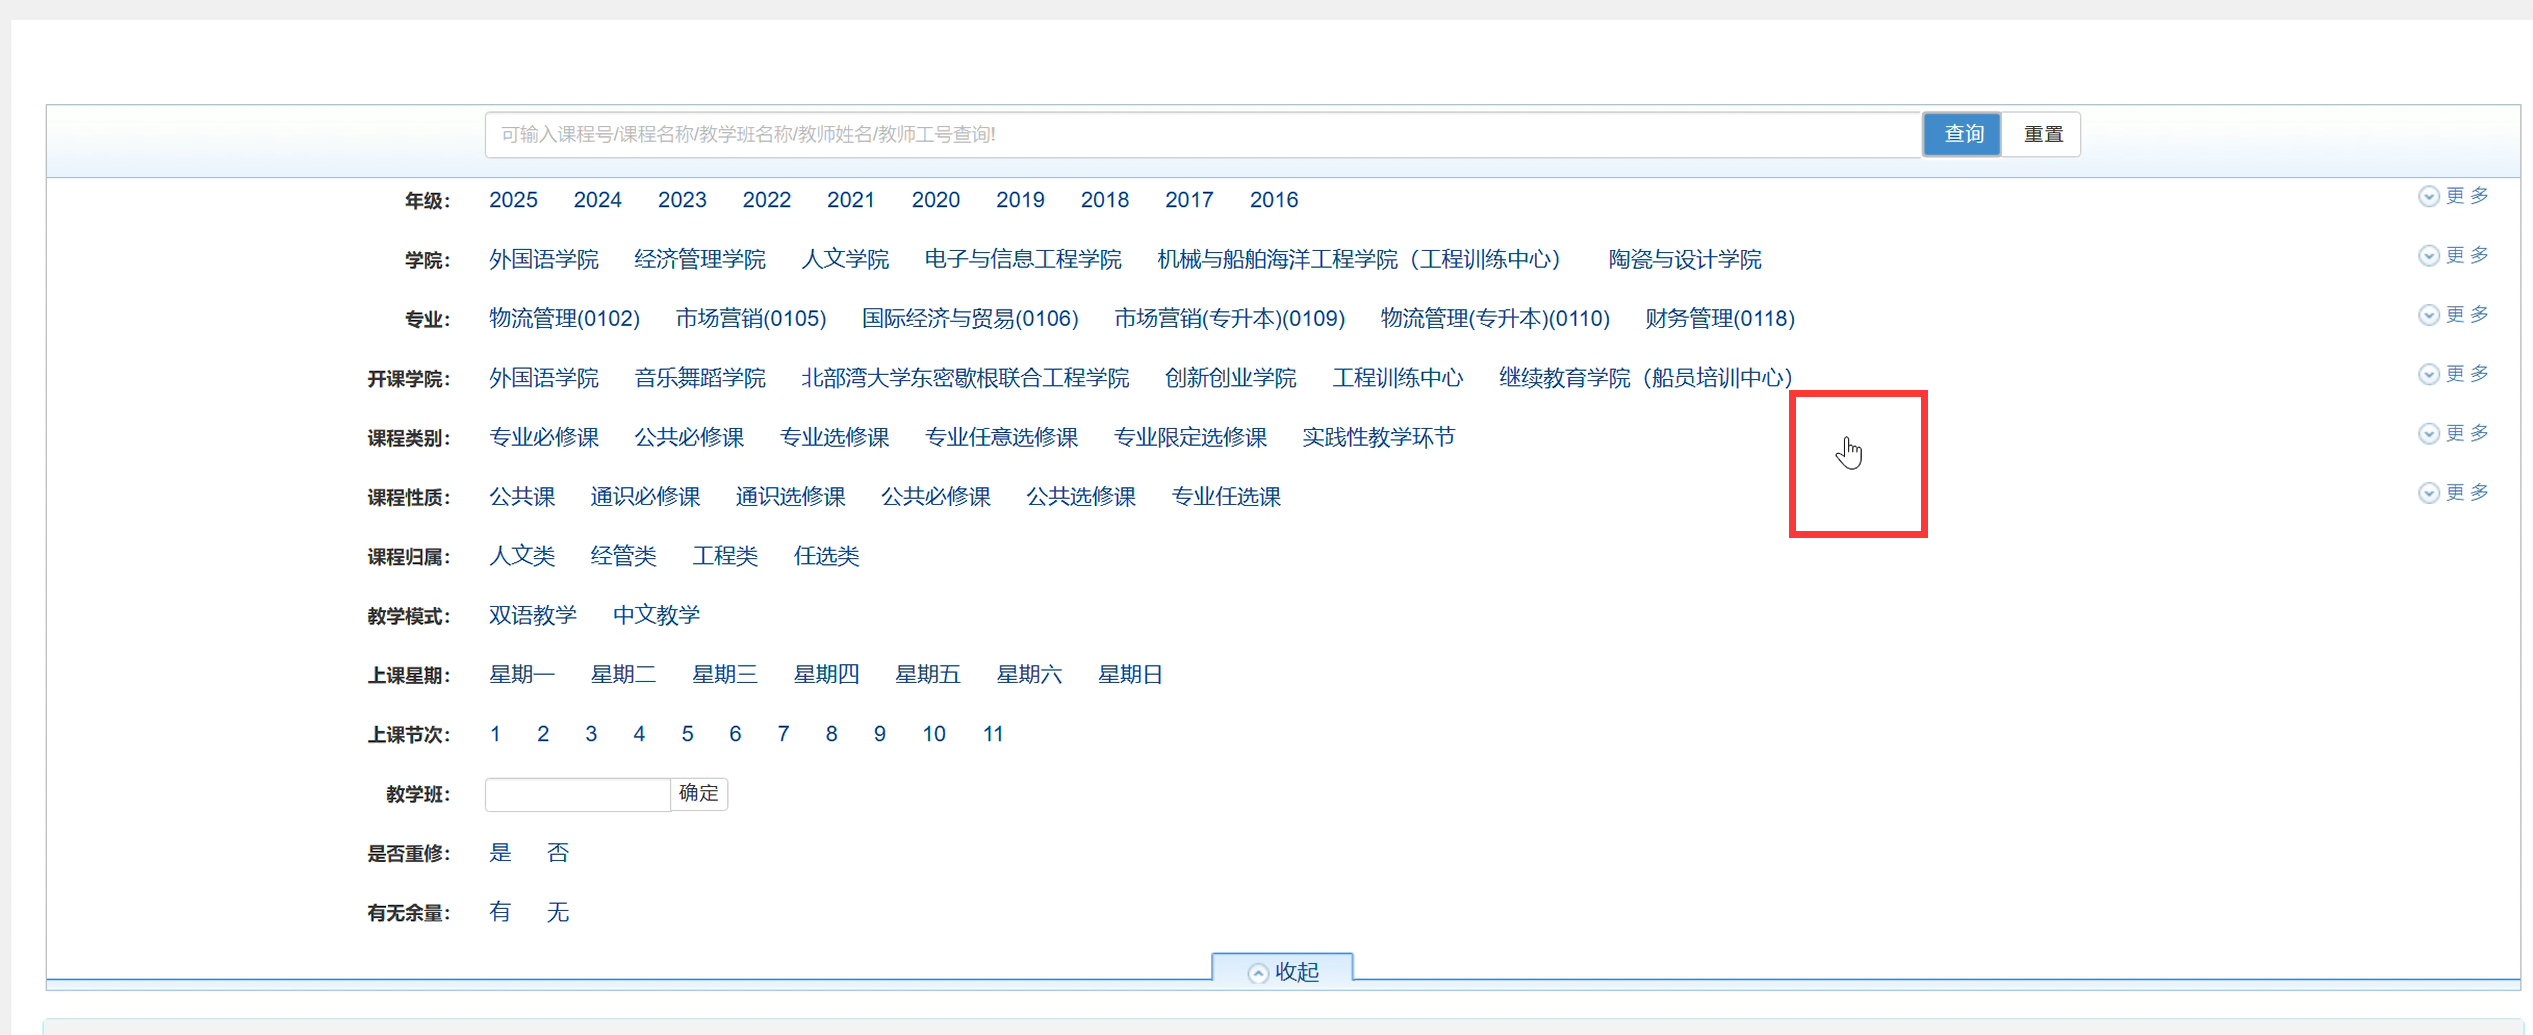 可输入课程号/课程名称/教学班名称/教师姓名/教师工号查询! 查询 重置
年级: 2025 2024 2023 2022 2021 2020 2019 2018 2017 2016 更多
学院: 外国语学院 经济管理学院 人文学院 电子与信息工程学院 机械与船舶海洋工程学院（工程训练中心） 陶瓷与设计学院 更多
专业: 物流管理(0102) 市场营销(0105) 国际经济与贸易(0106) 市场营销(专升本)(0109) 物流管理(专升本)(0110) 财务管理(0118) 更多
开课学院: 外国语学院 音乐舞蹈学院 北部湾大学东密歇根联合工程学院 创新创业学院 工程训练中心 继续教育学院（船员培训中心） 更多
课程类别: 专业必修课 公共必修课 专业选修课 专业任意选修课 专业限定选修课 实践性教学环节 更多
课程性质: 公共课 通识必修课 通识选修课 公共必修课 公共选修课 专业任选课 更多
课程归属: 人文类 经管类 工程类 任选类
教学模式: 双语教学 中文教学
上课星期: 星期一 星期二 星期三 星期四 星期五 星期六 星期日
上课节次: 1 2 3 4 5 6 7 8 9 10 11
教学班: 确定
是否重修: 是 否
有无余量: 有 无
收起